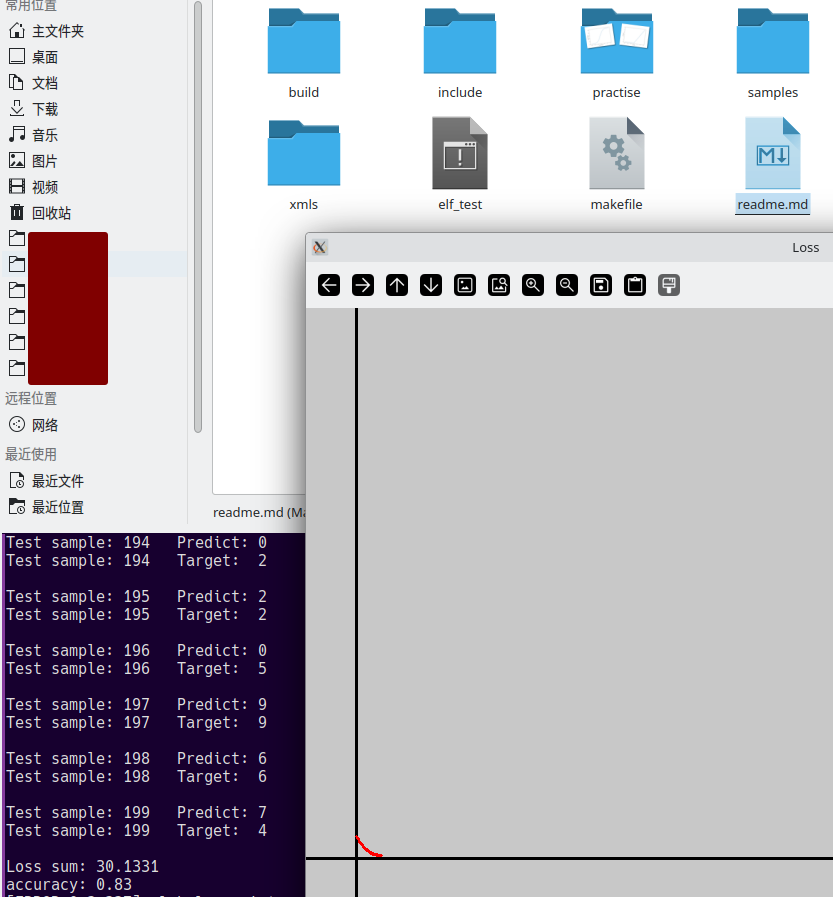 常用位置
主文件夹
桌面
文档
下载
音乐
图片
视频
回收站
远程位置
网络
最近使用
最近文件
最近位置
build
include
practise
samples
xmls
elf_test
makefile
readme.md
readme.md (Ma
Loss
Test sample: 194 Predict: 0
Test sample: 194 Target: 2
Test sample: 195 Predict: 2
Test sample: 195 Target: 2
Test sample: 196 Predict: 0
Test sample: 196 Target: 5
Test sample: 197 Predict: 9
Test sample: 197 Target: 9
Test sample: 198 Predict: 6
Test sample: 198 Target: 6
Test sample: 199 Predict: 7
Test sample: 199 Target: 4
Loss sum: 30.1331
accuracy: 0.83